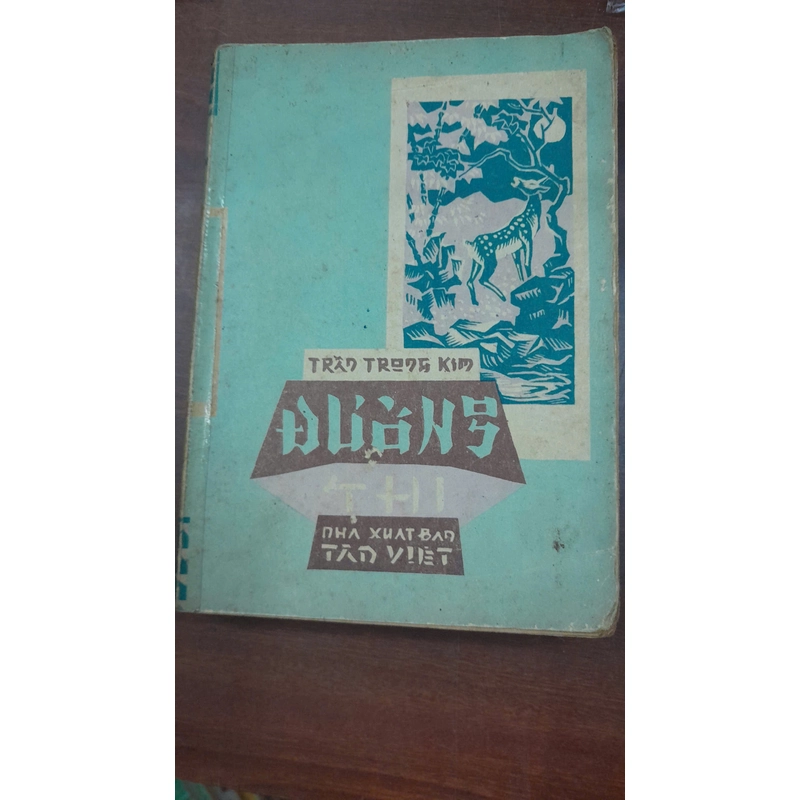 TRẦN TRỌNG KIM
ĐƯỜNG
THI
NHÀ XUẤT BẢN
TÂN VIỆT